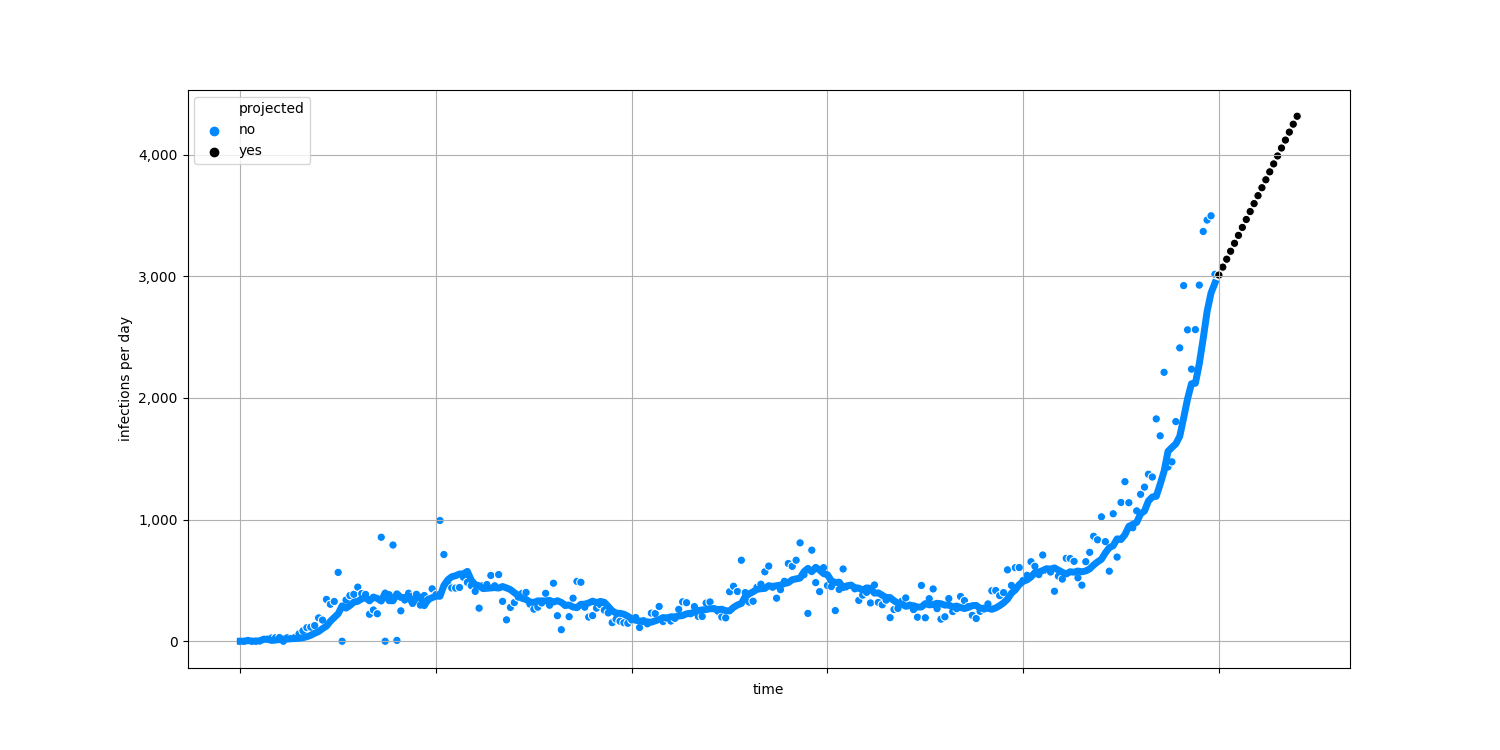 projected
no
yes
4,000
3,000
2,000
1,000
0
infections per day
time